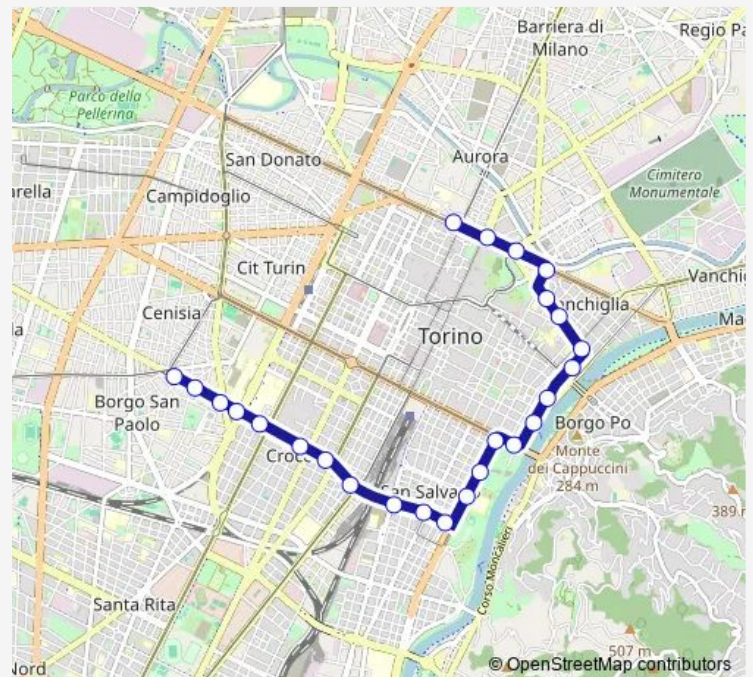 Barriera di
Milano
Regio Pa
Parco della
Pellerina
San Donato
Aurora
Cimitero
Monumentale
arella
Campidoglio
Cit Turin
Vanchi
nchiglia
Cenisia
Torino
Ma
la
Borgo San
Paolo
Borgo Po
Monte
dei Cappuccini
284 m
Croc
San Salva
389 m
Corso Moncalieri
Santa Rita
507 m
Nord
© OpenStreetMap contributors